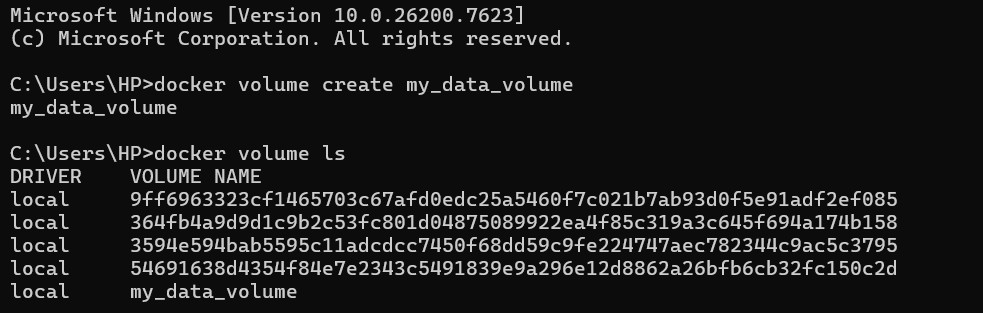 Microsoft Windows [Version 10.0.26200.7623]
(c) Microsoft Corporation. All rights reserved.
C:\Users\HP>docker volume create my_data_volume
my_data_volume
C:\Users\HP>docker volume ls
DRIVER    VOLUME NAME
local     9ff6963323cf1465703c67afd0edc25a5460f7c021b7ab93d0f5e91adf2ef085
local     364fb4a9d9d1c9b2c53fc801d04875089922ea4f85c319a3c645f694a174b158
local     3594e594bab5595c11adcdcc7450f68dd59c9fe224747aec782344c9ac5c3795
local     54691638d4354f84e7e2343c5491839e9a296e12d8862a26bfb6cb32fc150c2d
local     my_data_volume